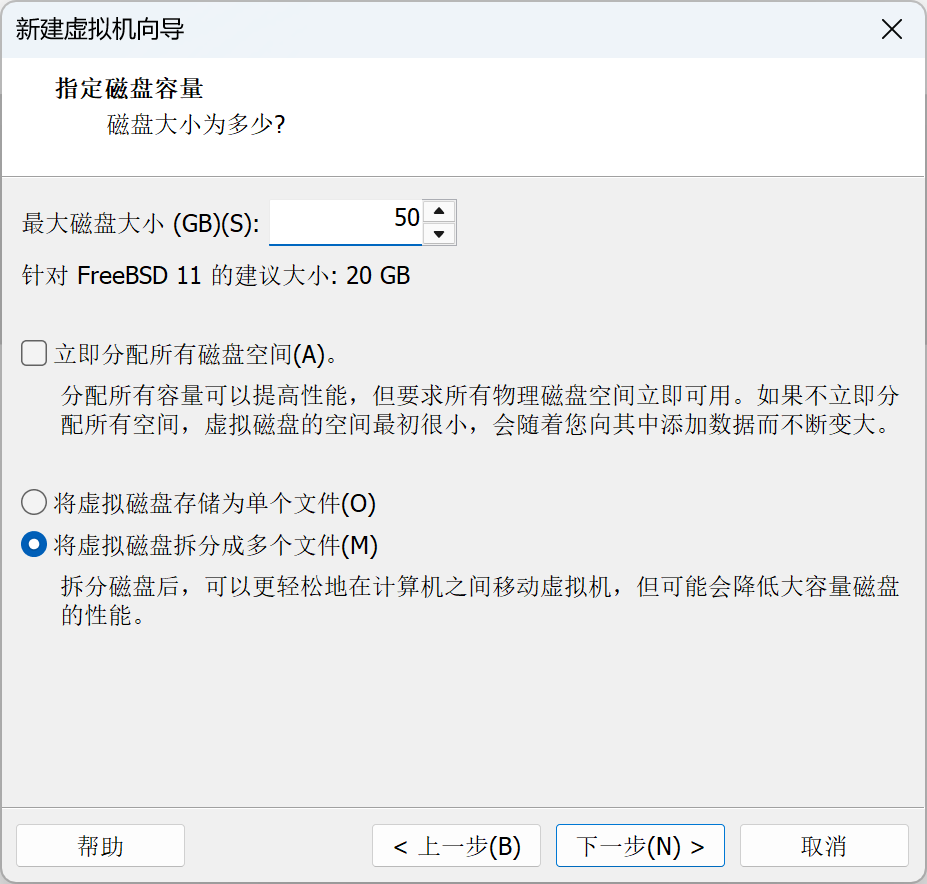 新建虚拟机向导
指定磁盘容量
磁盘大小为多少?
最大磁盘大小 (GB)(S): 50
针对 FreeBSD 11 的建议大小: 20 GB
立即分配所有磁盘空间(A)。
分配所有容量可以提高性能，但要求所有物理磁盘空间立即可用。如果不立即分
配所有空间，虚拟磁盘的空间最初很小，会随着您向其中添加数据而不断变大。
将虚拟磁盘存储为单个文件(O)
将虚拟磁盘拆分成多个文件(M)
拆分磁盘后，可以更轻松地在计算机之间移动虚拟机，但可能会降低大容量磁盘
的性能。
帮助 < 上一步(B) 下一步(N) > 取消